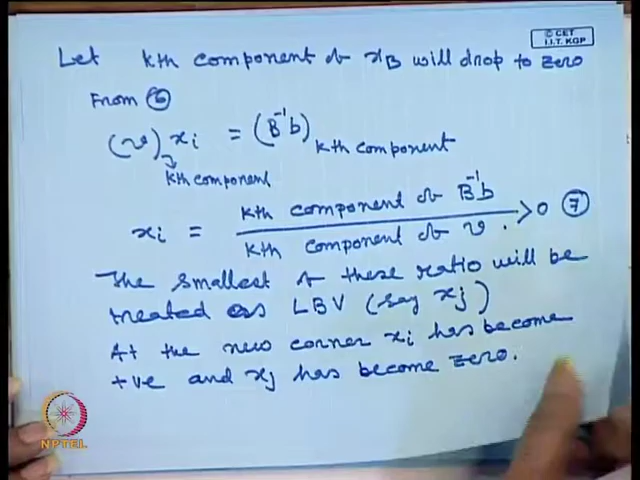 © CET
I.I.T. KGP
Let kth component of xB will drop to zero
From ⑥
(v) xi = (B⁻¹b) kth component
kth component
xi = kth component of B⁻¹b / kth component of v . > 0 ⑦
The smallest of these ratio will be
treated as LBV (say xj)
At the new corner xi has become
+ve and xj has become zero.
NPTEL